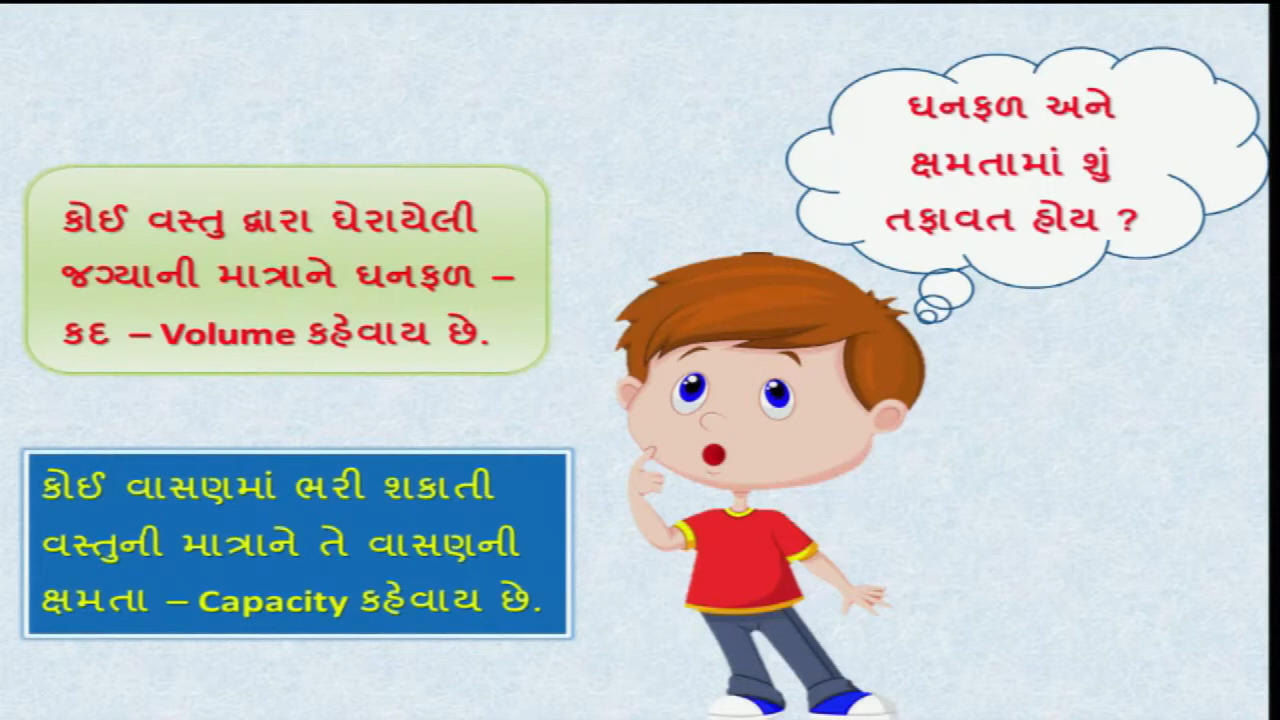 ઘનફળ અને
ક્ષમતામાં શું
તફાવત હોય ?
કોઈ વસ્તુ દ્વારા ઘેરાયેલી
જગ્યાની માત્રાને ઘનફળ –
કદ – Volume કહેવાય છે.
કોઈ વાસણમાં ભરી શકાતી
વસ્તુની માત્રાને તે વાસણની
ક્ષમતા – Capacity કહેવાય છે.